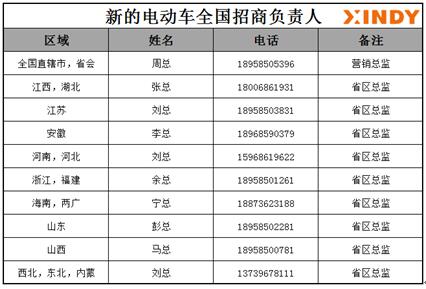 新的电动车全国招商负责人 XINDY
区域 姓名 电话 备注
全国直辖市，省会 周总 18958505396 营销总监
江西，湖北 张总 18006861931 省区总监
江苏 刘总 18958503831 省区总监
安徽 李总 18968590379 省区总监
河南，河北 刘总 15968619622 省区总监
浙江，福建 余总 18958501261 省区总监
海南，两广 宁总 18873623188 省区总监
山东 彭总 18958502281 省区总监
山西 马总 18958500781 省区总监
西北，东北，内蒙 刘总 13739678111 省区总监